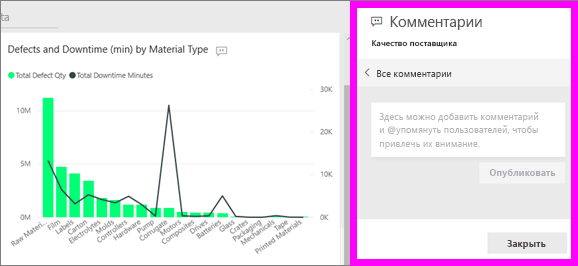 ta
Defects and Downtime (min) by Material Type
Total Defect Qty Total Downtime Minutes
10M
5M
0M
30K
20K
10K
0K
Raw Materi...
Film
Labels
Carton
Electrolytes
Molds
Controllers
Hardware
Pump
Corrugate
Motors
Composites
Drives
Batteries
Glass
Crates
Packaging
Mechanicals
Tape
Printed Materials
Комментарии
Качество поставщика
Все комментарии
Здесь можно добавить комментарий
и @упомянуть пользователей, чтобы
привлечь их внимание.
Опубликовать
Закрыть